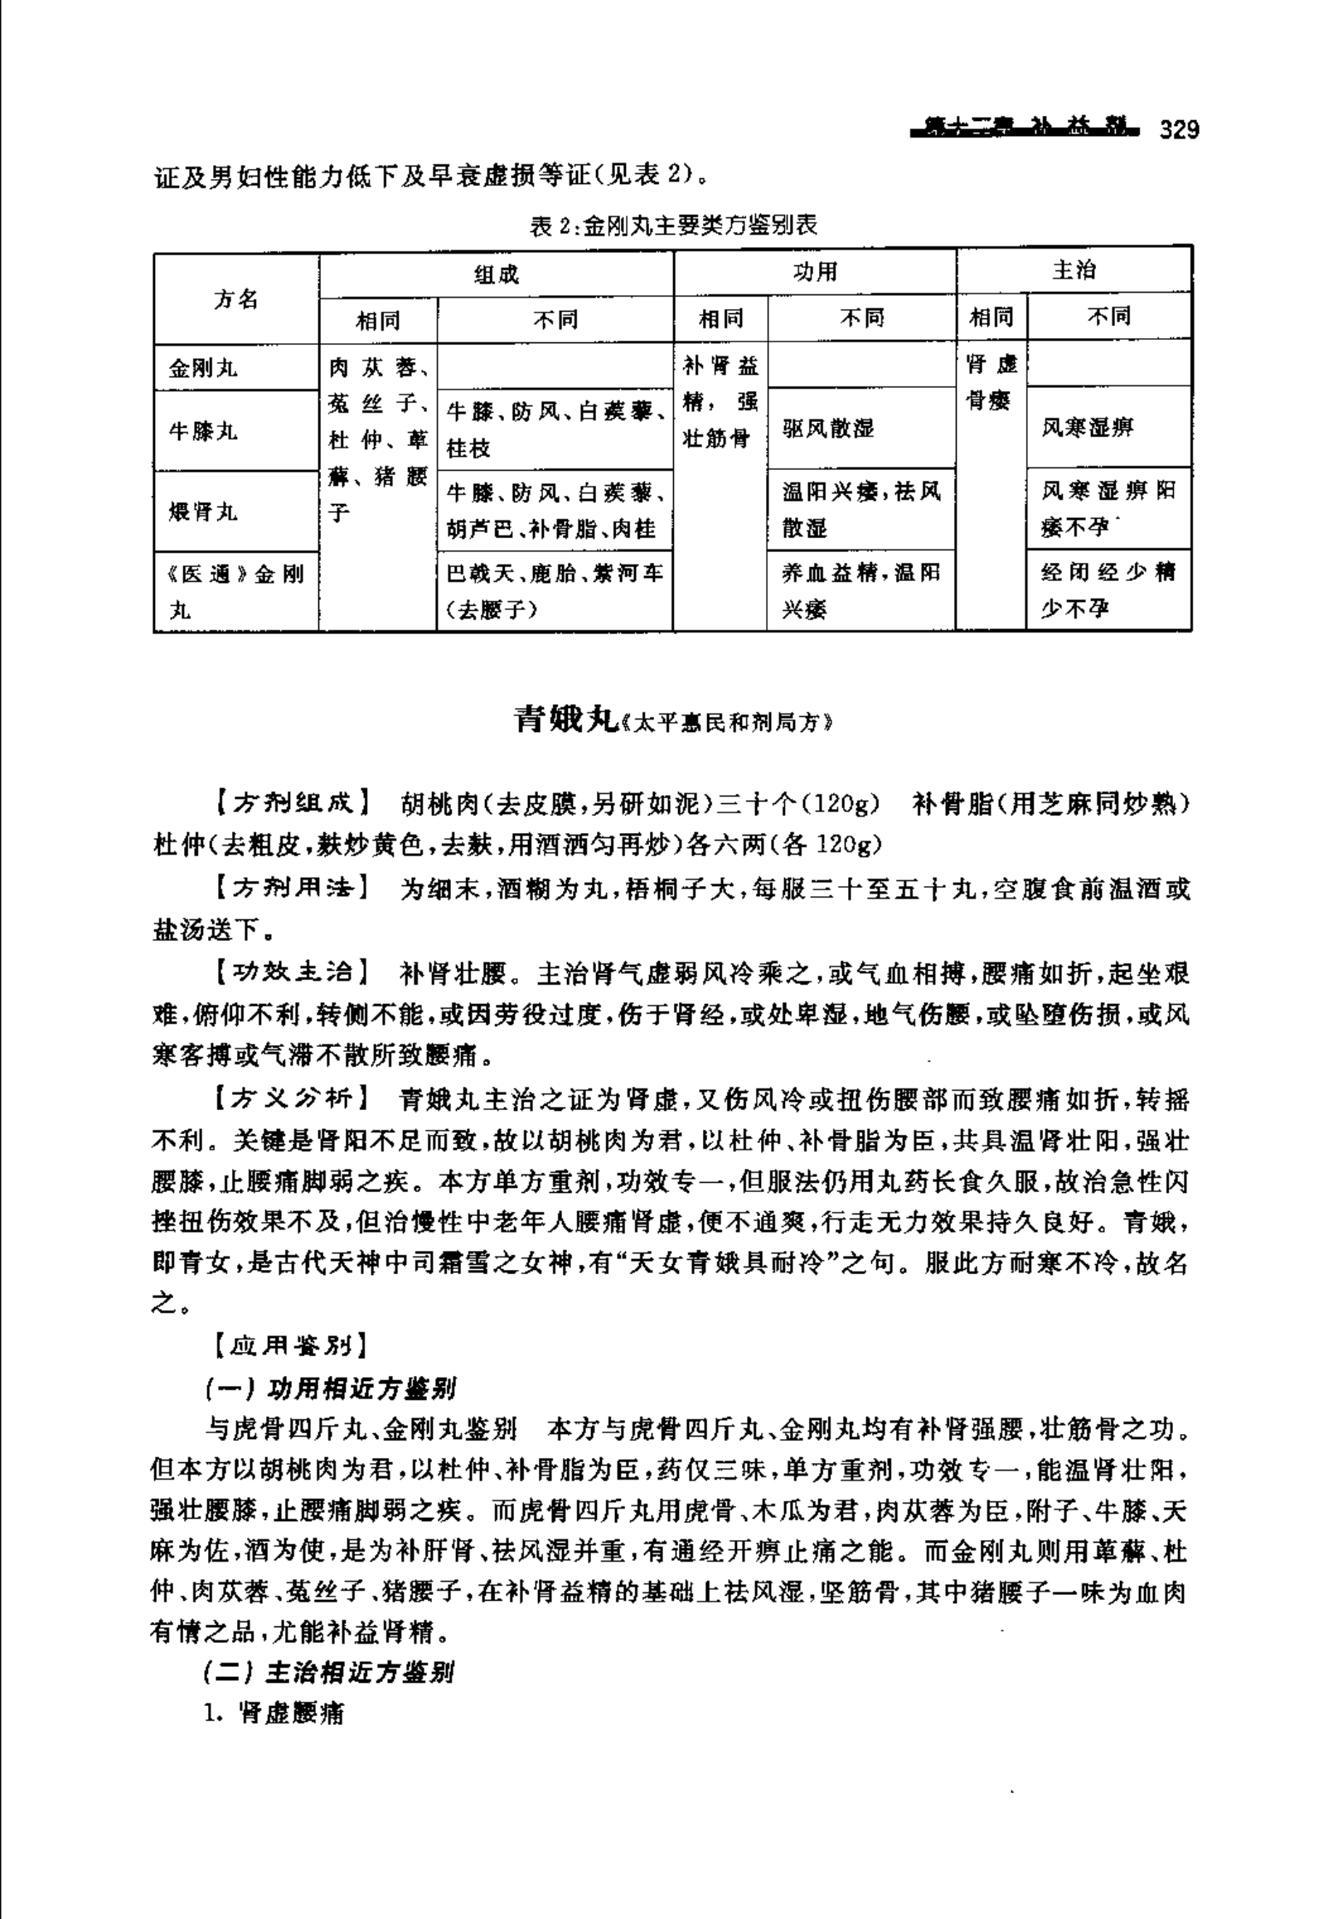 第十二章 补益剂 329
证及男妇性能力低下及早衰虚损等证(见表 2)。
表 2:金刚丸主要类方鉴别表
方名 组成 功用 主治
相同 不同 相同 不同 相同 不同
金刚丸
肉苁蓉、
菟丝子、
杜仲、萆
薢、猪腰
子
补肾益
精,强
壮筋骨
肾虚
骨痿
牛膝丸
牛膝、防风、白蒺藜、
桂枝
驱风散湿
风寒湿痹
煨肾丸
牛膝、防风、白蒺藜、
胡芦巴、补骨脂、肉桂
温阳兴痿,祛风
散湿
风寒湿痹阳
痿不孕
《医通》金刚
丸
巴戟天、鹿胎、紫河车
(去腰子)
养血益精,温阳
兴痿
经闭经少精
少不孕
青娥丸《太平惠民和剂局方》
【方剂组成】 胡桃肉(去皮膜,另研如泥)三十个(120g) 补骨脂(用芝麻同炒熟)
杜仲(去粗皮,麸炒黄色,去麸,用酒洒匀再炒)各六两(各 120g)
【方剂用法】 为细末,酒糊为丸,梧桐子大,每服三十至五十丸,空腹食前温酒或
盐汤送下。
【功效主治】 补肾壮腰。主治肾气虚弱风冷乘之,或气血相搏,腰痛如折,起坐艰
难,俯仰不利,转侧不能,或因劳役过度,伤于肾经,或处卑湿,地气伤腰,或坠堕伤损,或风
寒客搏或气滞不散所致腰痛。
【方义分析】 青娥丸主治之证为肾虚,又伤风冷或扭伤腰部而致腰痛如折,转摇
不利。关键是肾阳不足而致,故以胡桃肉为君,以杜仲、补骨脂为臣,共具温肾壮阳,强壮
腰膝,止腰痛脚弱之疾。本方单方重剂,功效专一,但服法仍用丸药长食久服,故治急性闪
挫扭伤效果不及,但治慢性中老年人腰痛肾虚,便不通爽,行走无力效果持久良好。青娥,
即青女,是古代天神中司霜雪之女神,有“天女青娥具耐冷”之句。服此方耐寒不冷,故名
之。
【应用鉴别】
(一) 功用相近方鉴别
与虎骨四斤丸、金刚丸鉴别 本方与虎骨四斤丸、金刚丸均有补肾强腰,壮筋骨之功。
但本方以胡桃肉为君,以杜仲、补骨脂为臣,药仅三味,单方重剂,功效专一,能温肾壮阳,
强壮腰膝,止腰痛脚弱之疾。而虎骨四斤丸用虎骨、木瓜为君,肉苁蓉为臣,附子、牛膝、天
麻为佐,酒为使,是为补肝肾、祛风湿并重,有通经开痹止痛之能。而金刚丸则用萆薢、杜
仲、肉苁蓉、菟丝子、猪腰子,在补肾益精的基础上祛风湿,坚筋骨,其中猪腰子一味为血肉
有情之品,尤能补益肾精。
(二) 主治相近方鉴别
1. 肾虚腰痛